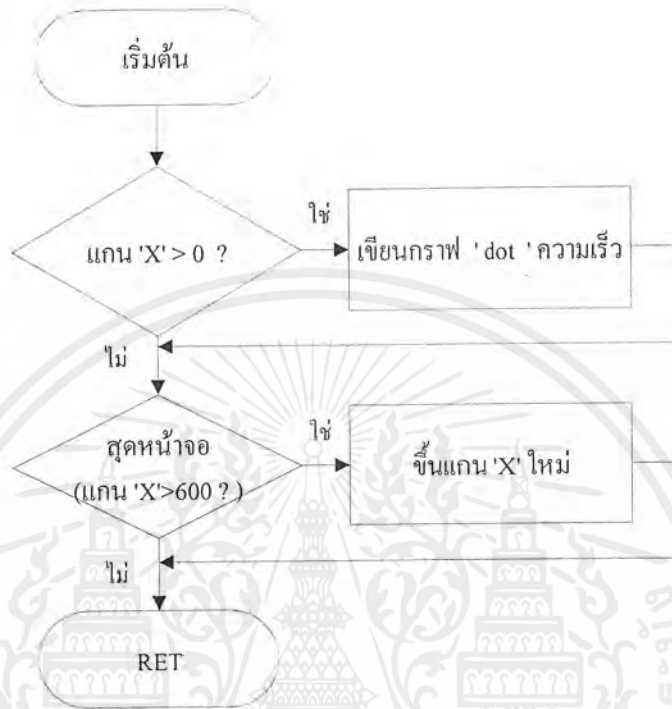 เริ่มต้น
แกน 'X' > 0 ?
ใช่
เขียนกราฟ ' dot ' ความเร็ว
ไม่
สุดหน้าจอ
(แกน 'X'>600 ? )
ใช่
ขึ้นแกน 'X' ใหม่
ไม่
RET